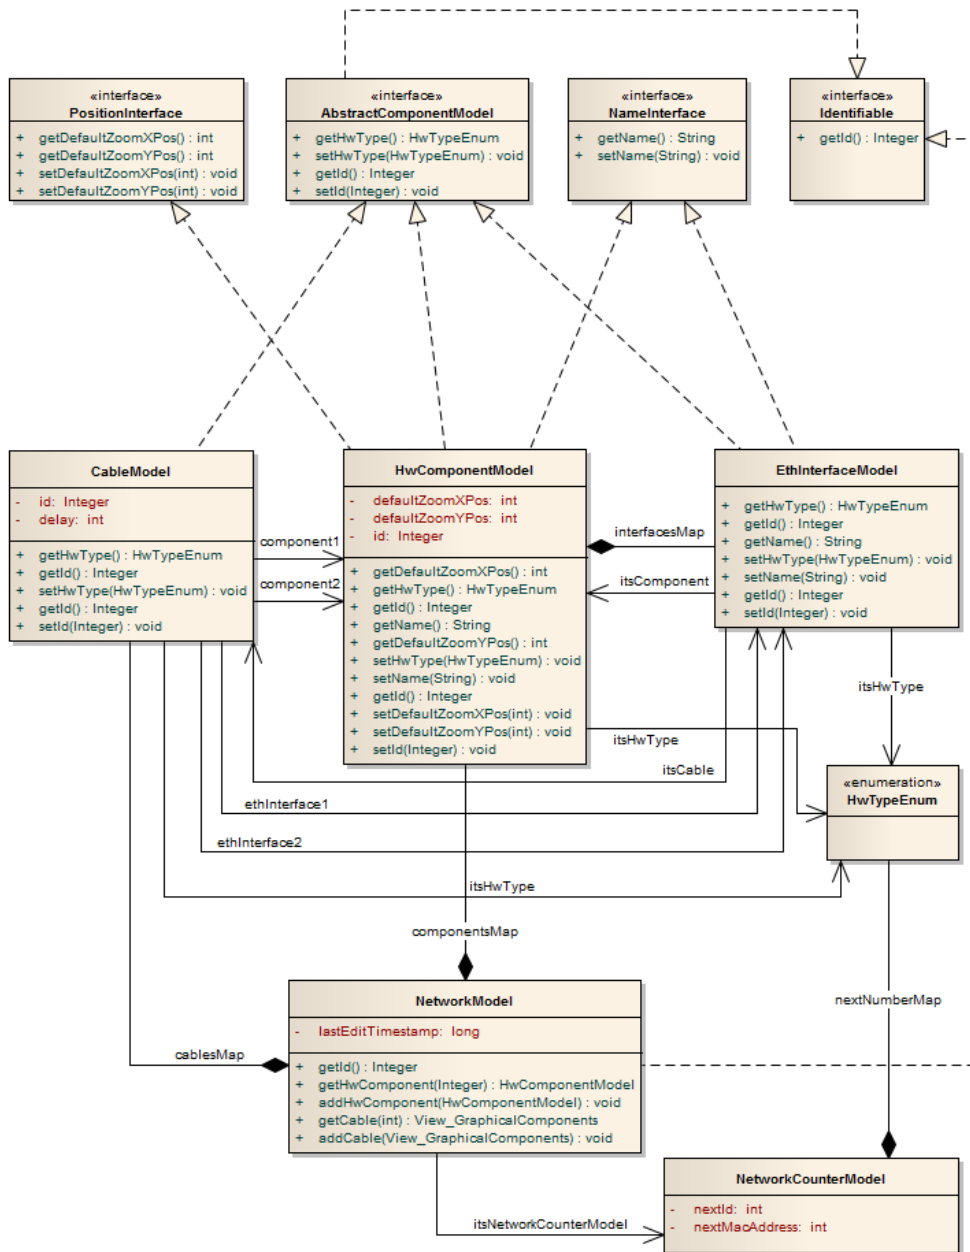 «interface»
PositionInterface
+ getDefaultZoomXPos() : int
+ getDefaultZoomYPos() : int
+ setDefaultZoomXPos(int) : void
+ setDefaultZoomYPos(int) : void
«interface»
AbstractComponentModel
+ getHwType() : HwTypeEnum
+ setHwType(HwTypeEnum) : void
+ getId() : Integer
+ setId(Integer) : void
«interface»
NameInterface
+ getName() : String
+ setName(String) : void
«interface»
Identifiable
+ getId() : Integer
CableModel
- id: Integer
- delay: int
+ getHwType() : HwTypeEnum
+ getId() : Integer
+ setHwType(HwTypeEnum) : void
+ getId() : Integer
+ setId(Integer) : void
component1
component2
HwComponentModel
- defaultZoomXPos: int
- defaultZoomYPos: int
- id: Integer
+ getDefaultZoomXPos() : int
+ getHwType() : HwTypeEnum
+ getId() : Integer
+ getName() : String
+ getDefaultZoomYPos() : int
+ setHwType(HwTypeEnum) : void
+ setName(String) : void
+ getId() : Integer
+ setDefaultZoomXPos(int) : void
+ setDefaultZoomYPos(int) : void
+ setId(Integer) : void
interfacesMap
itsComponent
EthInterfaceModel
+ getHwType() : HwTypeEnum
+ getId() : Integer
+ getName() : String
+ setHwType(HwTypeEnum) : void
+ setName(String) : void
+ getId() : Integer
+ setId(Integer) : void
itsHwType
itsHwType
itsCable
ethInterface1
ethInterface2
itsHwType
«enumeration»
HwTypeEnum
componentsMap
nextNumberMap
cablesMap
NetworkModel
- lastEditTimestamp: long
+ getId() : Integer
+ getHwComponent(Integer) : HwComponentModel
+ addHwComponent(HwComponentModel) : void
+ getCable(int) : View_GraphicalComponents
+ addCable(View_GraphicalComponents) : void
itsNetworkCounterModel
NetworkCounterModel
- nextId: int
- nextMacAddress: int